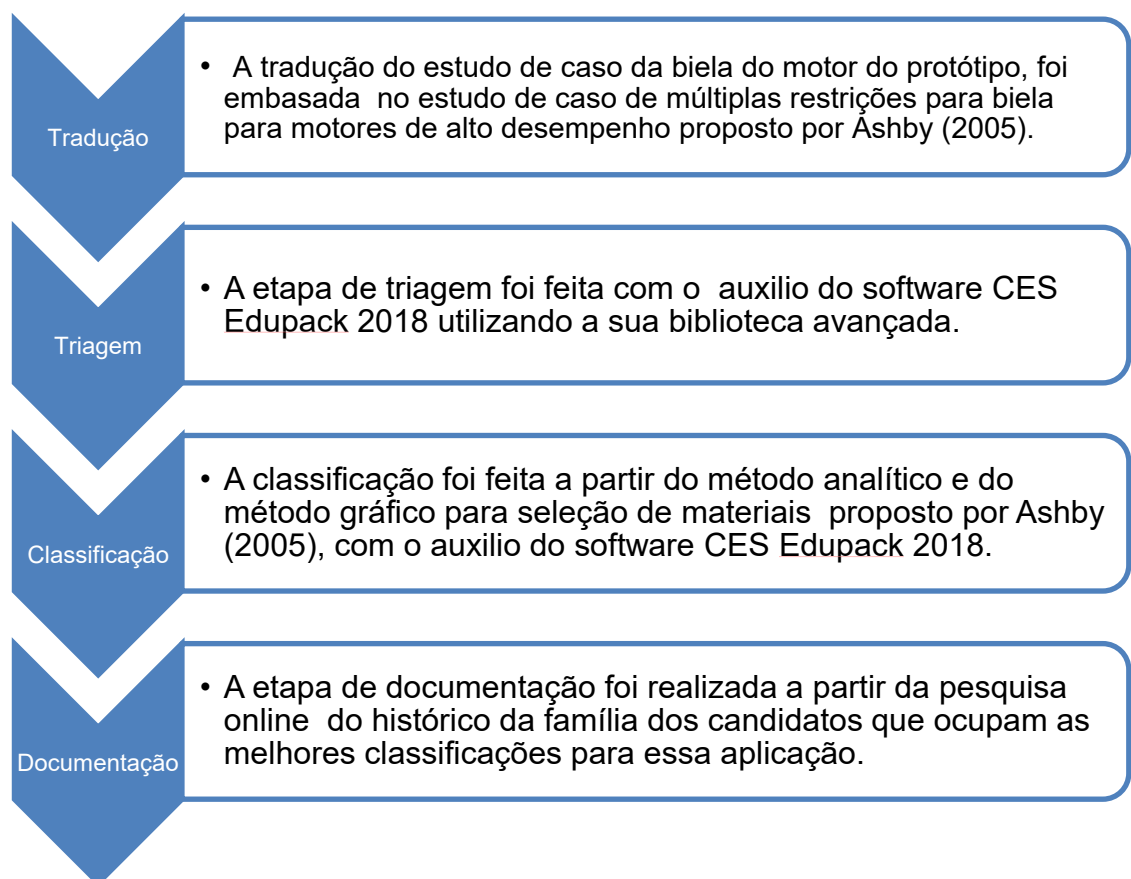 Tradução
• A tradução do estudo de caso da biela do motor do protótipo, foi
embasada no estudo de caso de múltiplas restrições para biela
para motores de alto desempenho proposto por Ashby (2005).
Triagem
• A etapa de triagem foi feita com o auxilio do software CES
Edupack 2018 utilizando a sua biblioteca avançada.
Classificação
• A classificação foi feita a partir do método analítico e do
método gráfico para seleção de materiais proposto por Ashby
(2005), com o auxilio do software CES Edupack 2018.
Documentação
• A etapa de documentação foi realizada a partir da pesquisa
online do histórico da família dos candidatos que ocupam as
melhores classificações para essa aplicação.